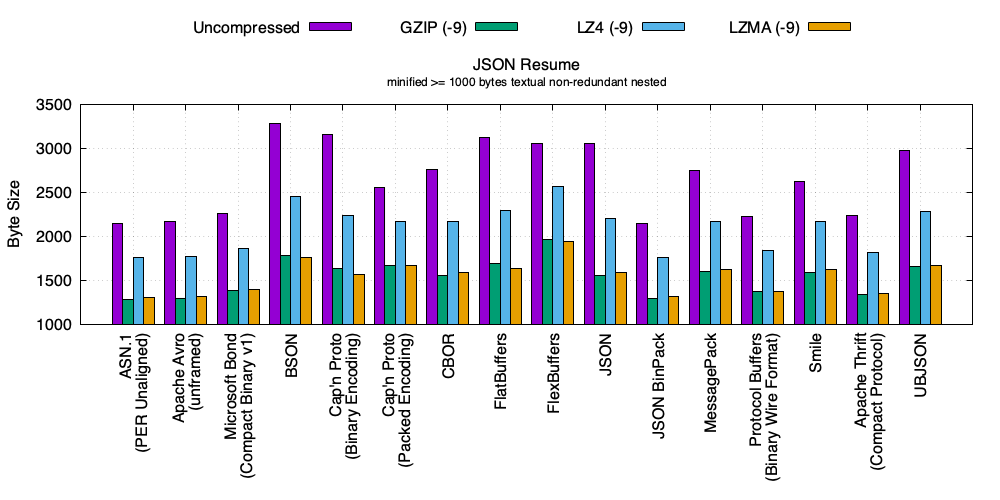 Uncompressed GZIP (-9) LZ4 (-9) LZMA (-9)
JSON Resume
minified >= 1000 bytes textual non-redundant nested
Byte Size
3500
3000
2500
2000
1500
1000
ASN.1
(PER Unaligned)
Apache Avro
(unframed)
Microsoft Bond
(Compact Binary v1)
BSON
Cap'n Proto
(Binary Encoding)
Cap'n Proto
(Packed Encoding)
CBOR
FlatBuffers
FlexBuffers
JSON
JSON BinPack
MessagePack
Protocol Buffers
(Binary Wire Format)
Smile
Apache Thrift
(Compact Protocol)
UBJSON